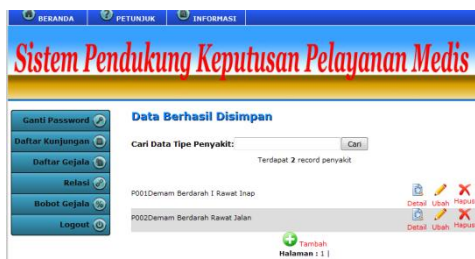 BERANDA PETUNJUK INFORMASI
Sistem Pendukung Keputusan Pelayanan Medis
Ganti Password
Daftar Kunjungan
Daftar Gejala
Relasi
Bobot Gejala
Logout
Data Berhasil Disimpan
Cari Data Tipe Penyakit: Cari
Terdapat 2 record penyakit
P001Demam Berdarah I Rawat Inap Detail Ubah Hapus
P002Demam Berdarah Rawat Jalan Detail Ubah Hapus
Tambah
Halaman : 1 |